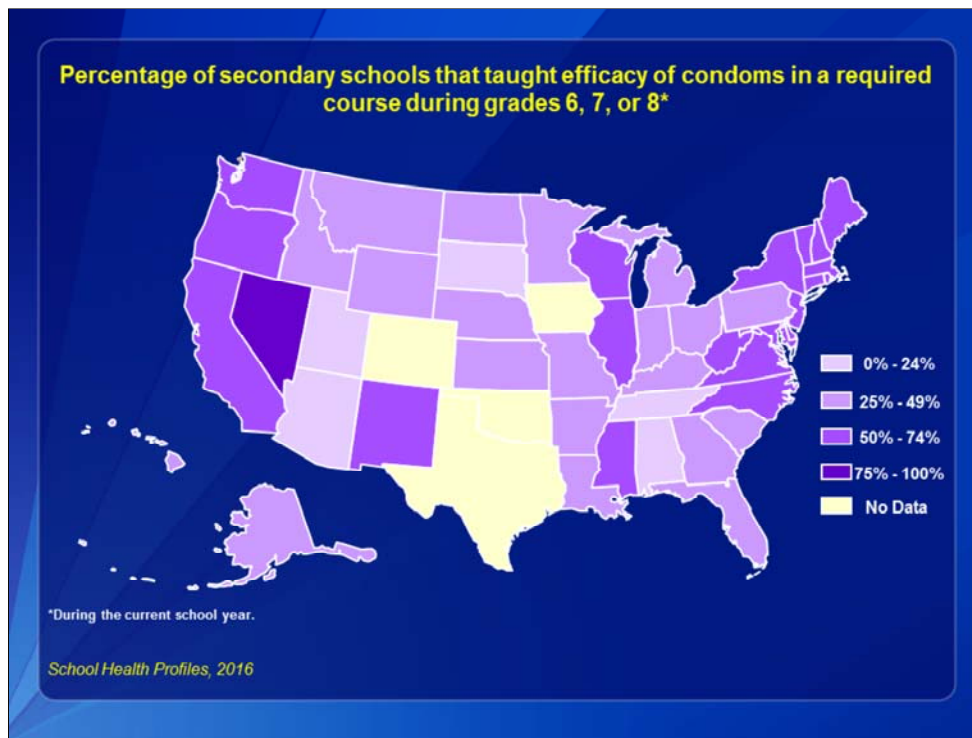 Percentage of secondary schools that taught efficacy of condoms in a required
course during grades 6, 7, or 8*
0% - 24%
25% - 49%
50% - 74%
75% - 100%
No Data
*During the current school year.
School Health Profiles, 2016